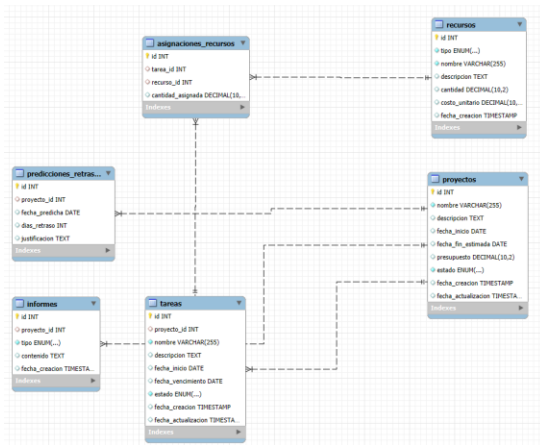 asignaciones_recursos
id INT
tarea_id INT
recurso_id INT
cantidad_asignada DECIMAL(10,...
Indexes
recursos
id INT
tipo ENUM(...)
nombre VARCHAR(255)
descripcion TEXT
cantidad DECIMAL(10,2)
costo_unitario DECIMAL(10,...
fecha_creacion TIMESTAMP
Indexes
predicciones_retras...
id INT
proyecto_id INT
fecha_predicha DATE
dias_retraso INT
justificacion TEXT
Indexes
proyectos
id INT
nombre VARCHAR(255)
descripcion TEXT
fecha_inicio DATE
fecha_fin_estimada DATE
presupuesto DECIMAL(10,2)
estado ENUM(...)
fecha_creacion TIMESTAMP
fecha_actualizacion TIMESTA...
Indexes
informes
id INT
proyecto_id INT
tipo ENUM(...)
contenido TEXT
fecha_creacion TIMESTA...
Indexes
tareas
id INT
proyecto_id INT
nombre VARCHAR(255)
descripcion TEXT
fecha_inicio DATE
fecha_vencimiento DATE
estado ENUM(...)
fecha_creacion TIMESTAMP
fecha_actualizacion TIMESTA...
Indexes